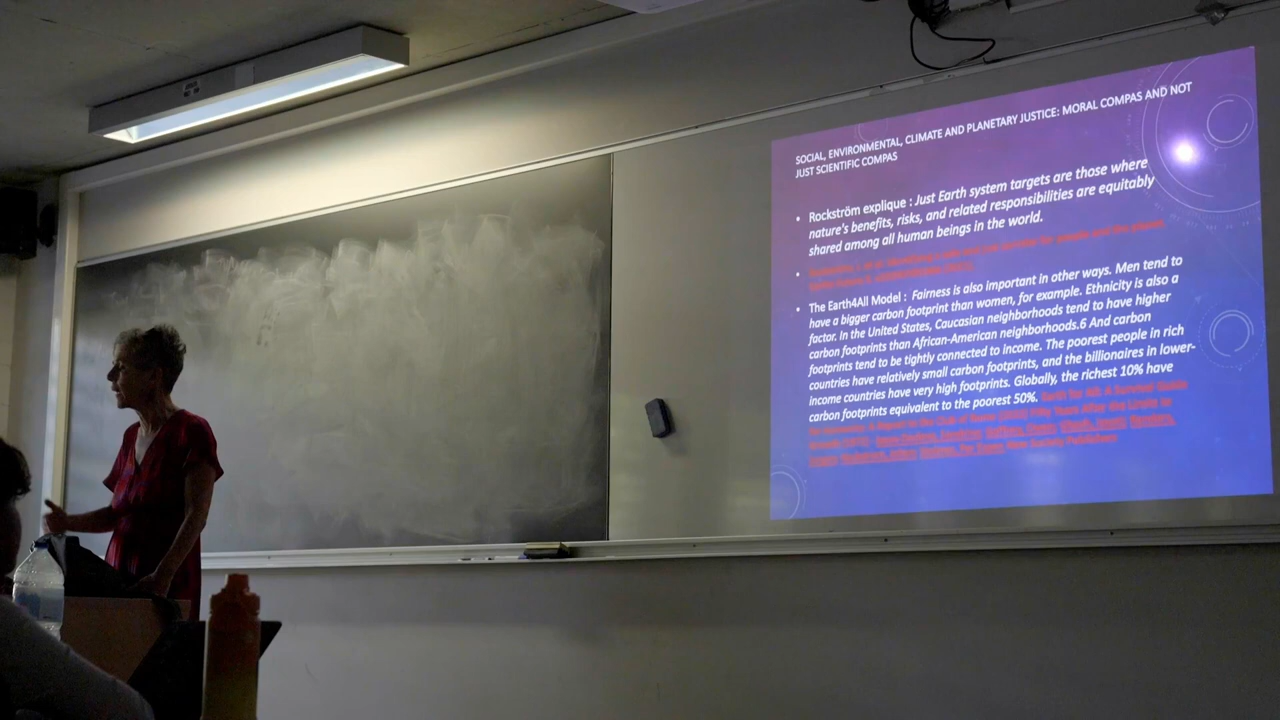 SOCIAL, ENVIRONMENTAL, CLIMATE AND PLANETARY JUSTICE: MORAL COMPAS AND NOT
JUST SCIENTIFIC COMPAS
• Rockström explique : Just Earth system targets are those where
nature's benefits, risks, and related responsibilities are equitably
shared among all human beings in the world.
• The Earth4All Model : Fairness is also important in other ways. Men tend to
have a bigger carbon footprint than women, for example. Ethnicity is also a
factor. In the United States, Caucasian neighborhoods tend to have higher
carbon footprints than African-American neighborhoods.6 And carbon
footprints tend to be tightly connected to income. The poorest people in rich
countries have relatively small carbon footprints, and the billionaires in lower-
income countries have very high footprints. Globally, the richest 10% have
carbon footprints equivalent to the poorest 50%. Earth for All: A Survival Guide